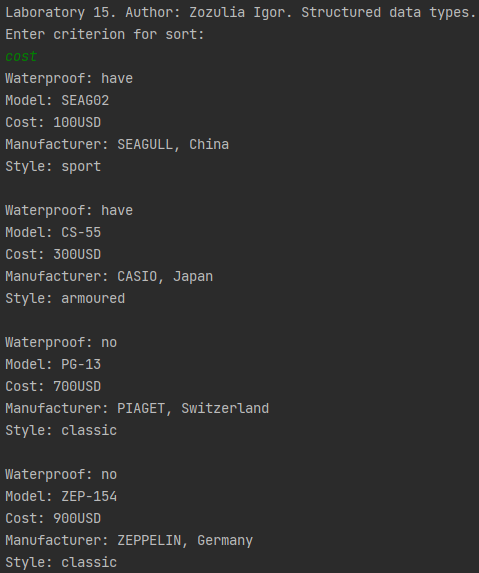 Laboratory 15. Author: Zozulia Igor. Structured data types.
Enter criterion for sort:
cost
Waterproof: have
Model: SEAG02
Cost: 100USD
Manufacturer: SEAGULL, China
Style: sport
Waterproof: have
Model: CS-55
Cost: 300USD
Manufacturer: CASIO, Japan
Style: armoured
Waterproof: no
Model: PG-13
Cost: 700USD
Manufacturer: PIAGET, Switzerland
Style: classic
Waterproof: no
Model: ZEP-154
Cost: 900USD
Manufacturer: ZEPPELIN, Germany
Style: classic